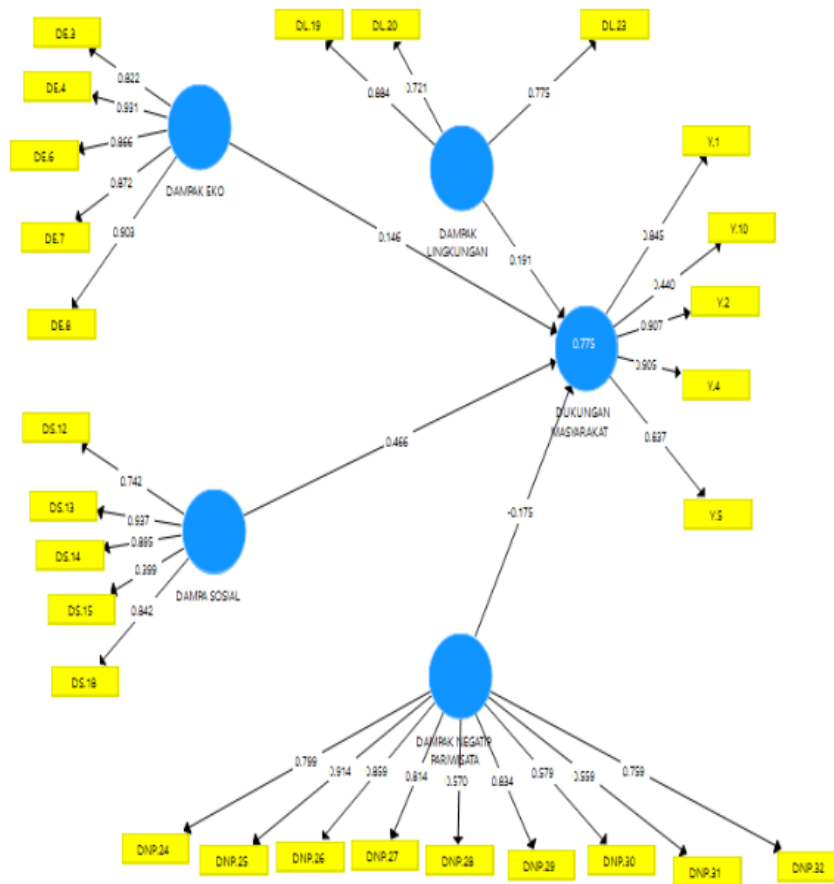 DE.3
DE.4
DE.6
DE.7
DE.8
0.822
0.931
0.866
0.872
0.903
DAMPAK EKO
DL.19
DL.20
DL.23
0.884
0.721
0.775
DAMPAK
LINGKUNGAN
0.146
0.191
Y.1
Y.10
Y.2
Y.4
Y.5
0.845
0.440
0.907
0.905
0.837
0.775
DUKUNGAN
MASYARAKAT
DS.12
DS.13
DS.14
DS.15
DS.18
0.742
0.937
0.895
0.399
0.842
DAMPA SOSIAL
0.466
-0.175
DAMPAK NEGATIP
PARIWISATA
0.799
0.914
0.859
0.814
0.570
0.834
0.579
0.559
0.759
DNP.24
DNP.25
DNP.26
DNP.27
DNP.28
DNP.29
DNP.30
DNP.31
DNP.32